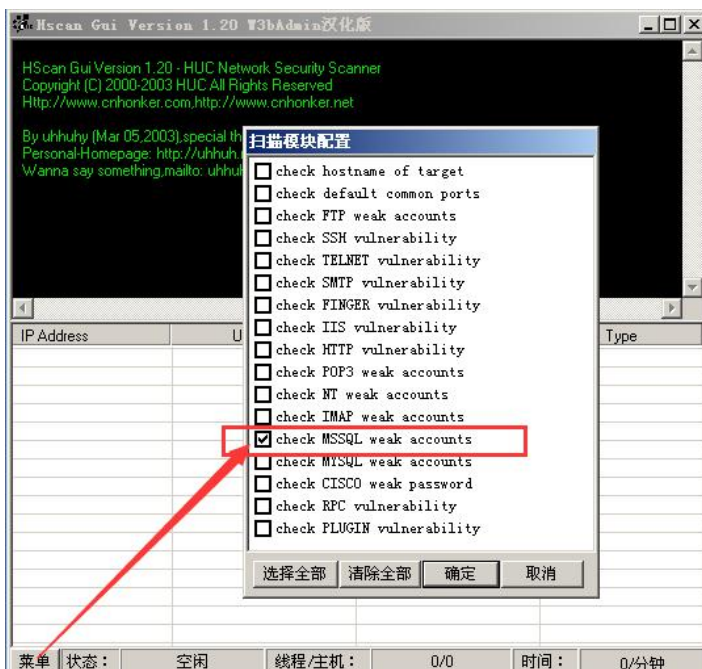 Hscan Gui Version 1.20 W3bAdmin汉化版
HScan Gui Version 1.20 - HUC Network Security Scanner
Copyright (C) 2000-2003 HUC All Rights Reserved
Http://www.cnhonker.com,http://www.cnhonker.net
By uhhuhy (Mar 05,2003),special th
Personal-Homepage: http://uhhuh.
Wanna say something,mailto: uhhuh
扫描模块配置
check hostname of target
check default common ports
check FTP weak accounts
check SSH vulnerability
check TELNET vulnerability
check SMTP vulnerability
check FINGER vulnerability
check IIS vulnerability
check HTTP vulnerability
check POP3 weak accounts
check NT weak accounts
check IMAP weak accounts
check MSSQL weak accounts
check MYSQL weak accounts
check CISCO weak password
check RPC vulnerability
check PLUGIN vulnerability
选择全部 清除全部 确定 取消
IP Address U Type
菜单 状态： 空闲 线程/主机： 0/0 时间： 0/分钟